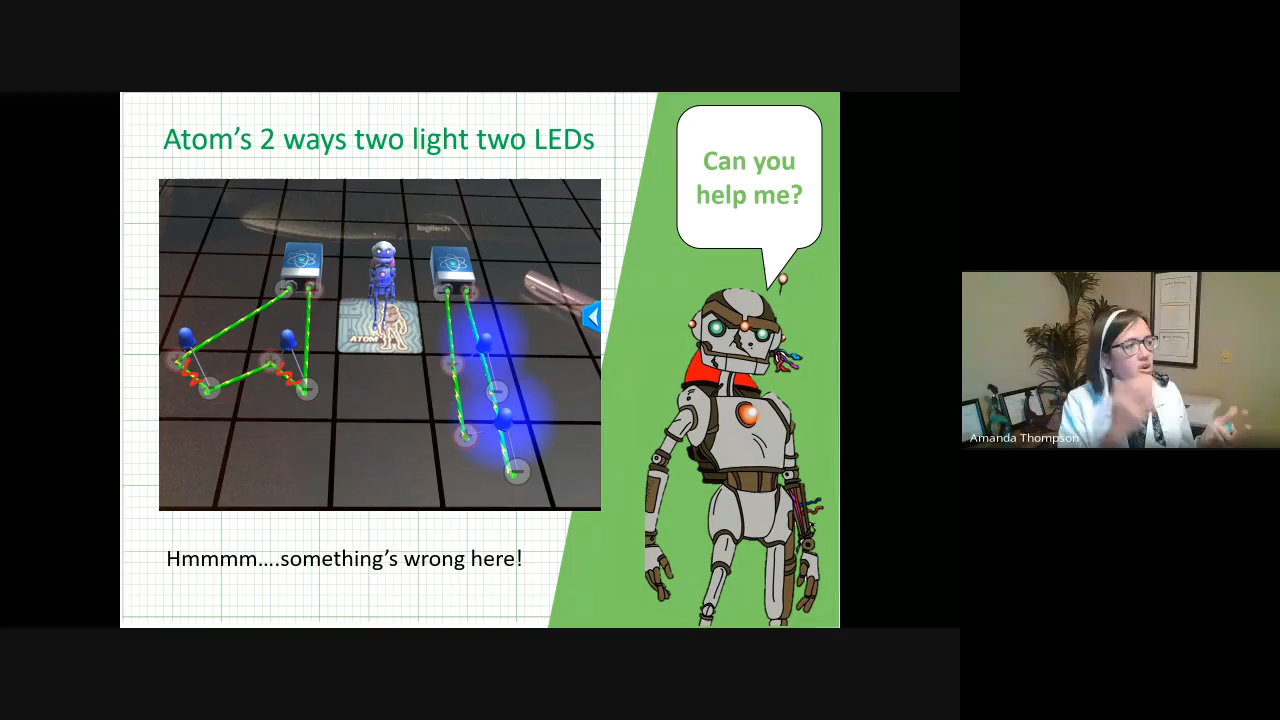 Atom's 2 ways two light two LEDs
Can you
help me?
logitech
ATOM
Hmmmm....something's wrong here!
Amanda Thompson